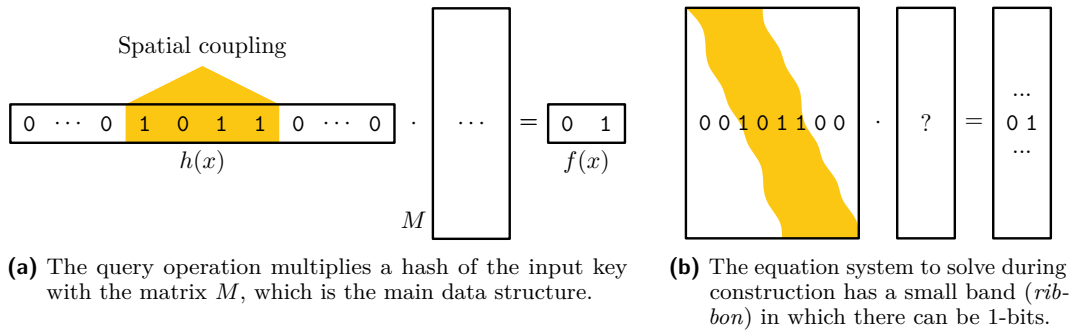 Spatial coupling
0 ⋯ 0 1 0 1 1 0 ⋯ 0 · ⋯ = 0 1
h(x)
f(x)
M
(a) The query operation multiplies a hash of the input key
with the matrix M, which is the main data structure.
0 0 1 0 1 1 0 0 · ? = 0 1
...
...
(b) The equation system to solve during
construction has a small band (rib-
bon) in which there can be 1-bits.